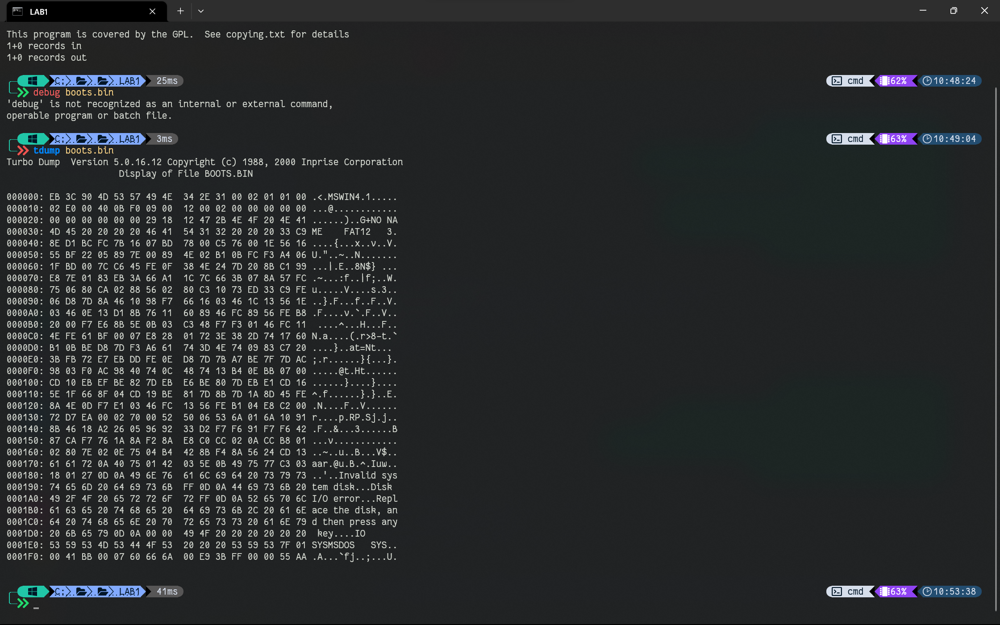 LAB1
This program is covered by the GPL.  See copying.txt for details
1+0 records in
1+0 records out
C:  LAB1  25ms  cmd  62%  10:48:24
debug boots.bin
'debug' is not recognized as an internal or external command,
operable program or batch file.
C:  LAB1  3ms  cmd  63%  10:49:04
tdump boots.bin
Turbo Dump  Version 5.0.16.12 Copyright (c) 1988, 2000 Inprise Corporation
Display of File BOOTS.BIN
000000: EB 3C 90 4D 53 57 49 4E  34 2E 31 00 02 01 01 00 .<.MSWIN4.1.....
000010: 02 E0 00 40 0B F0 09 00  12 00 02 00 00 00 00 00 ...@............
000020: 00 00 00 00 00 00 29 18  12 47 2B 4E 4F 20 4E 41 ......)..G+NO NA
000030: 4D 45 20 20 20 20 46 41  54 31 32 20 20 20 33 C9 ME    FAT12   3.
000040: 8E D1 BC FC 7B 16 07 BD  78 00 C5 76 00 1E 56 16 ....{...x..v..V.
000050: 55 BF 22 05 89 7E 00 89  4E 02 B1 0B FC F3 A4 06 U."..~..N.......
000060: 1F BD 00 7C C6 45 FE 0F  38 4E 24 7D 20 8B C1 99 ...|.E..8N$} ...
000070: E8 7E 01 83 EB 3A 66 A1  1C 7C 66 3B 07 8A 57 FC .~...:f..|f;..W.
000080: 75 06 80 CA 02 88 56 02  80 C3 10 73 ED 33 C9 FE u.....V....s.3..
000090: 06 D8 7D 8A 46 10 98 F7  66 16 03 46 1C 13 56 1E ..}.F...f..F..V.
0000A0: 03 46 0E 13 D1 8B 76 11  60 89 46 FC 89 56 FE B8 .F....v.`.F..V..
0000B0: 20 00 F7 E6 8B 5E 0B 03  C3 48 F7 F3 01 46 FC 11  ....^...H...F..
0000C0: 4E FE 61 BF 00 07 E8 28  01 72 3E 38 2D 74 17 60 N.a....(.r>8-t.`
0000D0: B1 0B BE D8 7D F3 A6 61  74 3D 4E 74 09 83 C7 20 ....}..at=Nt...
0000E0: 3B FB 72 E7 EB DD FE 0E  D8 7D 7B A7 BE 7F 7D AC ;.r......}{...}.
0000F0: 98 03 F0 AC 98 40 74 0C  48 74 13 B4 0E BB 07 00 .....@t.Ht......
000100: CD 10 EB EF BE 82 7D EB  E6 BE 80 7D EB E1 CD 16 ......}....}....
000110: 5E 1F 66 8F 04 CD 19 BE  81 7D 8B 7D 1A 8D 45 FE ^.f......}.}..E.
000120: 8A 4E 0D F7 E1 03 46 FC  13 56 FE B1 04 E8 C2 00 .N....F..V......
000130: 72 D7 EA 00 02 70 00 52  50 06 53 6A 01 6A 10 91 r....p.RP.Sj.j..
000140: 8B 46 18 A2 26 05 96 92  33 D2 F7 F6 91 F7 F6 42 .F..&...3......B
000150: 87 CA F7 76 1A 8A F2 8A  E8 C0 CC 02 0A CC B8 01 ...v............
000160: 02 80 7E 02 0E 75 04 B4  42 8B F4 8A 56 24 CD 13 ..~..u..B...V$..
000170: 61 61 72 0A 40 75 01 42  03 5E 0B 49 75 77 C3 03 aar.@u.B.^.Iuw..
000180: 18 01 27 0D 0A 49 6E 76  61 6C 69 64 20 73 79 73 ..'..Invalid sys
000190: 74 65 6D 20 64 69 73 6B  FF 0D 0A 44 69 73 6B 20 tem disk...Disk
0001A0: 49 2F 4F 20 65 72 72 6F  72 FF 0D 0A 52 65 70 6C I/O error...Repl
0001B0: 61 63 65 20 74 68 65 20  64 69 73 6B 2C 20 61 6E ace the disk, an
0001C0: 64 20 74 68 65 6E 20 70  72 65 73 73 20 61 6E 79 d then press any
0001D0: 20 6B 65 79 0D 0A 00 00  49 4F 20 20 20 20 20 20  key....IO
0001E0: 53 59 53 4D 53 44 4F 53  20 20 20 53 59 53 7F 01 SYSMSDOS   SYS..
0001F0: 00 41 BB 00 07 60 66 6A  00 E9 3B FF 00 00 55 AA .A...`fj..;...U.
C:  LAB1  41ms  cmd  63%  10:53:38